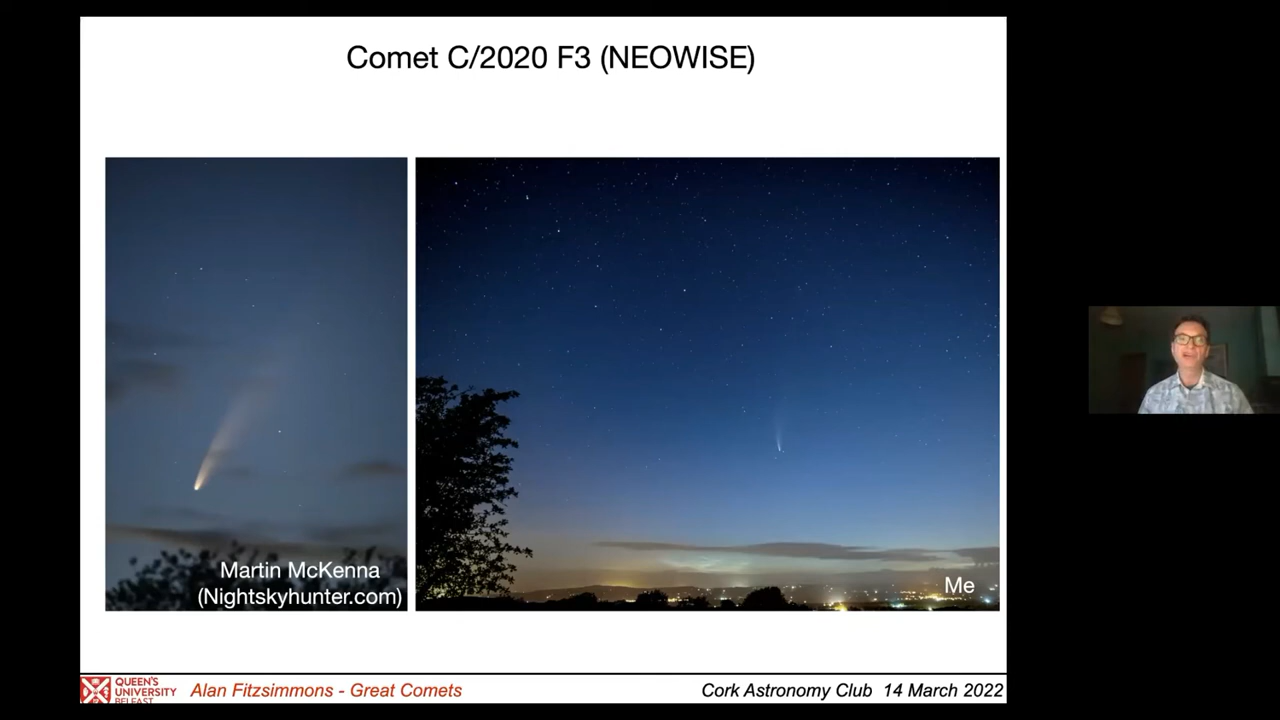 Comet C/2020 F3 (NEOWISE)
Martin McKenna
(Nightskyhunter.com)
Me
QUEEN'S
UNIVERSITY
BELFAST
Alan Fitzsimmons - Great Comets
Cork Astronomy Club 14 March 2022